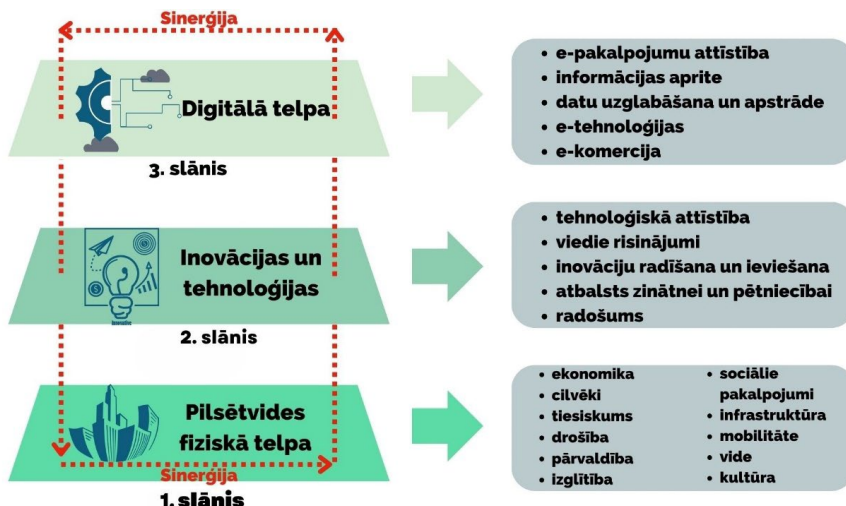 Sinerģija
Digitālā telpa
3. slānis
• e-pakalpojumu attīstība
• informācijas aprite
• datu uzglabāšana un apstrāde
• e-tehnoloģijas
• e-komercija
Inovācijas un
tehnoloģijas
2. slānis
• tehnoloģiskā attīstība
• viedie risinājumi
• inovāciju radīšana un ieviešana
• atbalsts zinātnei un pētniecībai
• radošums
Pilsētvides
fiziskā telpa
Sinerģija
1. slānis
• ekonomika
• cilvēki
• tiesiskums
• drošība
• pārvaldība
• izglītība
• sociālie
pakalpojumi
• infrastruktūra
• mobilitāte
• vide
• kultūra